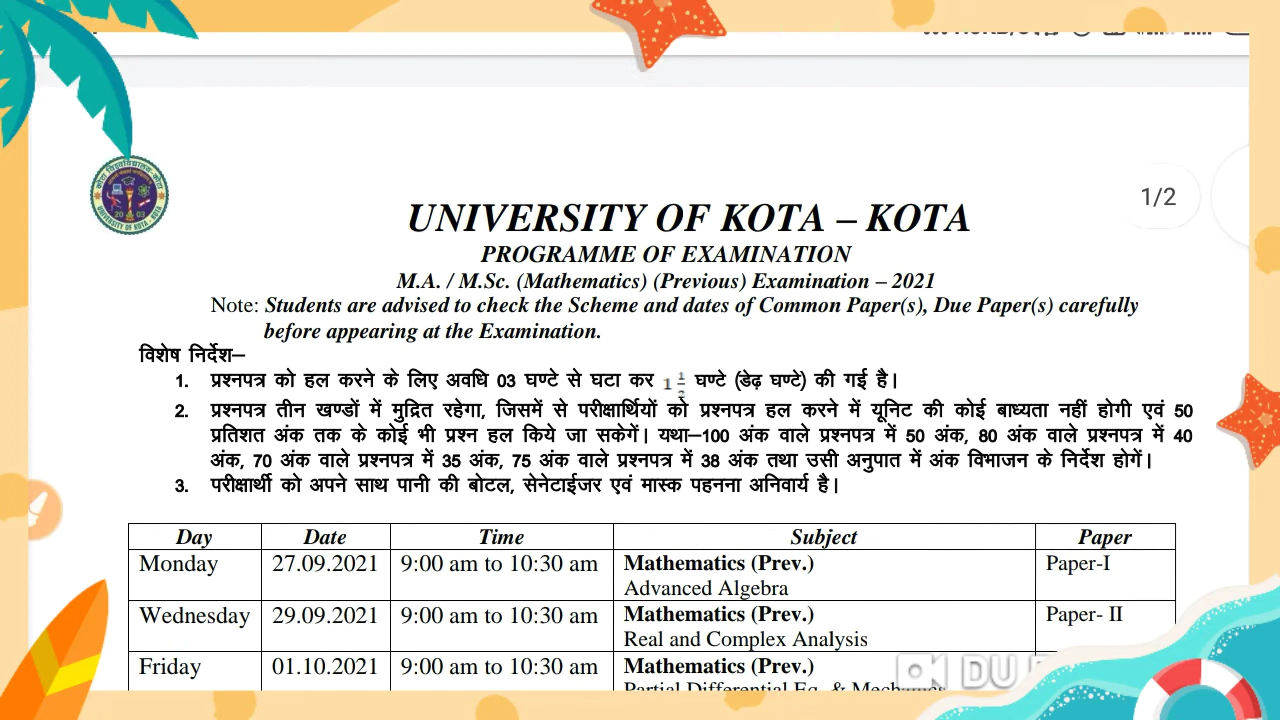 1/2
UNIVERSITY OF KOTA – KOTA
PROGRAMME OF EXAMINATION
M.A. / M.Sc. (Mathematics) (Previous) Examination – 2021
Note: Students are advised to check the Scheme and dates of Common Paper(s), Due Paper(s) carefully
before appearing at the Examination.
विशेष निर्देश–
1. प्रश्नपत्र को हल करने के लिए अवधि 03 घण्टे से घटा कर 1 1/2 घण्टे (डेढ़ घण्टे) की गई है।
2. प्रश्नपत्र तीन खण्डों में मुद्रित रहेगा, जिसमें से परीक्षार्थियों को प्रश्नपत्र हल करने में यूनिट की कोई बाध्यता नहीं होगी एवं 50
प्रतिशत अंक तक के कोई भी प्रश्न हल किये जा सकेगें। यथा–100 अंक वाले प्रश्नपत्र में 50 अंक, 80 अंक वाले प्रश्नपत्र में 40
अंक, 70 अंक वाले प्रश्नपत्र में 35 अंक, 75 अंक वाले प्रश्नपत्र में 38 अंक तथा उसी अनुपात में अंक विभाजन के निर्देश होगें।
3. परीक्षार्थी को अपने साथ पानी की बोटल, सेनेटाईजर एवं मास्क पहनना अनिवार्य है।
Day Date Time Subject Paper
Monday 27.09.2021 9:00 am to 10:30 am Mathematics (Prev.) Paper-I
Advanced Algebra
Wednesday 29.09.2021 9:00 am to 10:30 am Mathematics (Prev.) Paper- II
Real and Complex Analysis
Friday 01.10.2021 9:00 am to 10:30 am Mathematics (Prev.)
Partial Differential Eq. & Mechanics
DU